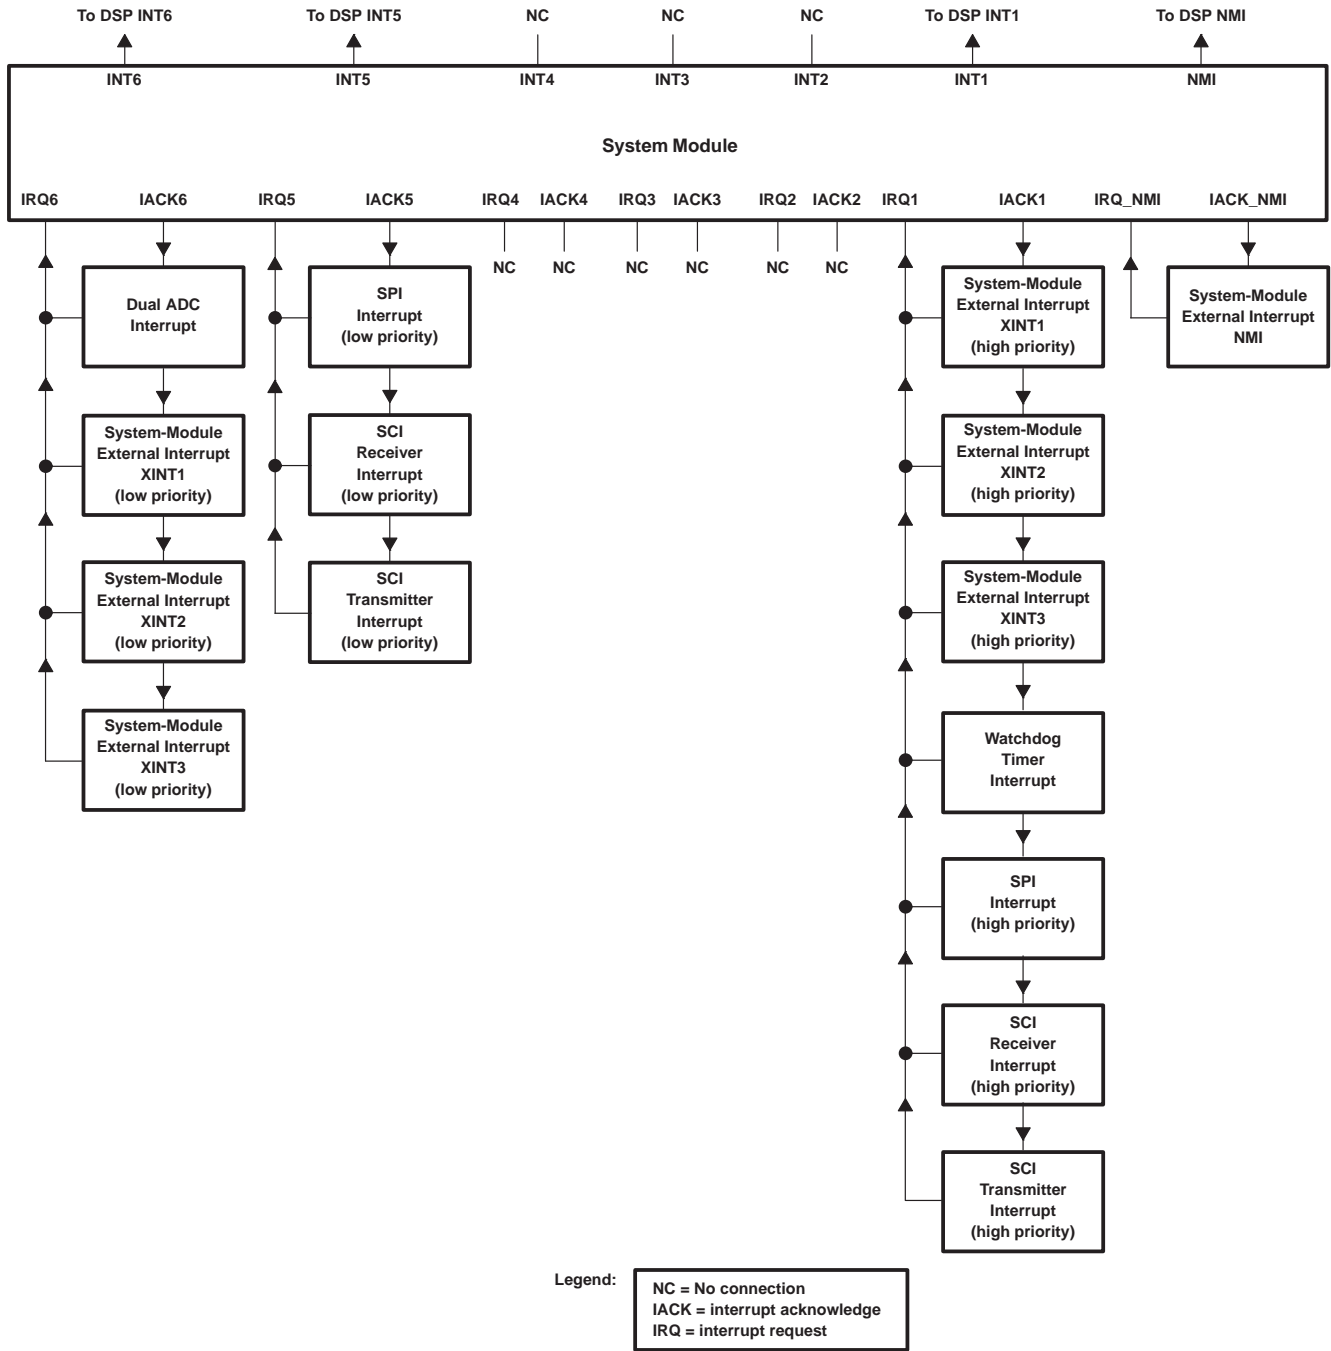 To DSP INT6 To DSP INT5 NC NC NC To DSP INT1 To DSP NMI
INT6 INT5 INT4 INT3 INT2 INT1 NMI
System Module
IRQ6 IACK6 IRQ5 IACK5 IRQ4 IACK4 IRQ3 IACK3 IRQ2 IACK2 IRQ1 IACK1 IRQ_NMI IACK_NMI
NC NC NC NC NC NC
Dual ADC
Interrupt
System-Module
External Interrupt
XINT1
(low priority)
System-Module
External Interrupt
XINT2
(low priority)
System-Module
External Interrupt
XINT3
(low priority)
SPI
Interrupt
(low priority)
SCI
Receiver
Interrupt
(low priority)
SCI
Transmitter
Interrupt
(low priority)
System-Module
External Interrupt
XINT1
(high priority)
System-Module
External Interrupt
XINT2
(high priority)
System-Module
External Interrupt
XINT3
(high priority)
Watchdog
Timer
Interrupt
SPI
Interrupt
(high priority)
SCI
Receiver
Interrupt
(high priority)
SCI
Transmitter
Interrupt
(high priority)
System-Module
External Interrupt
NMI
Legend:
NC = No connection
IACK = interrupt acknowledge
IRQ = interrupt request